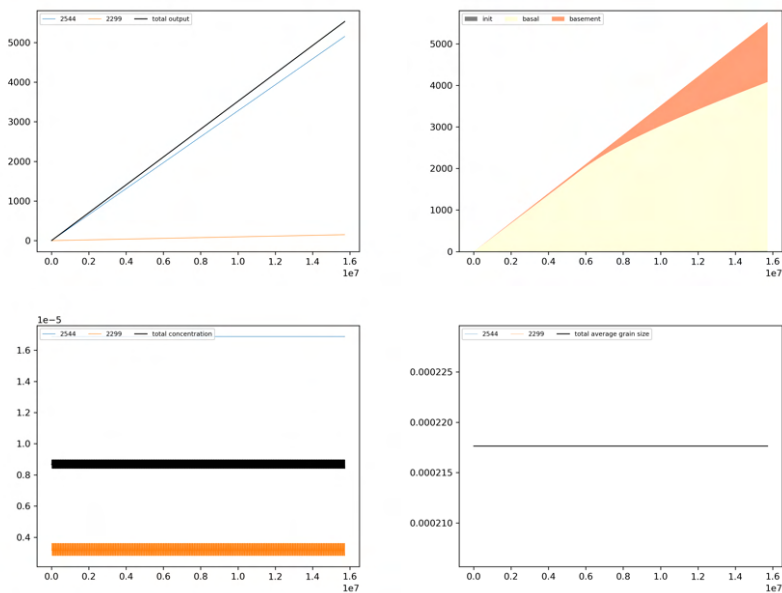 2544 2299 total output
5000
4000
3000
2000
1000
0
0.0 0.2 0.4 0.6 0.8 1.0 1.2 1.4 1.6
1e7
init basal basement
5000
4000
3000
2000
1000
0
0.0 0.2 0.4 0.6 0.8 1.0 1.2 1.4 1.6
1e7
1e-5
2544 2299 total concentration
1.6
1.4
1.2
1.0
0.8
0.6
0.4
0.0 0.2 0.4 0.6 0.8 1.0 1.2 1.4 1.6
1e7
2544 2299 total average grain size
0.000225
0.000220
0.000215
0.000210
0.0 0.2 0.4 0.6 0.8 1.0 1.2 1.4 1.6
1e7